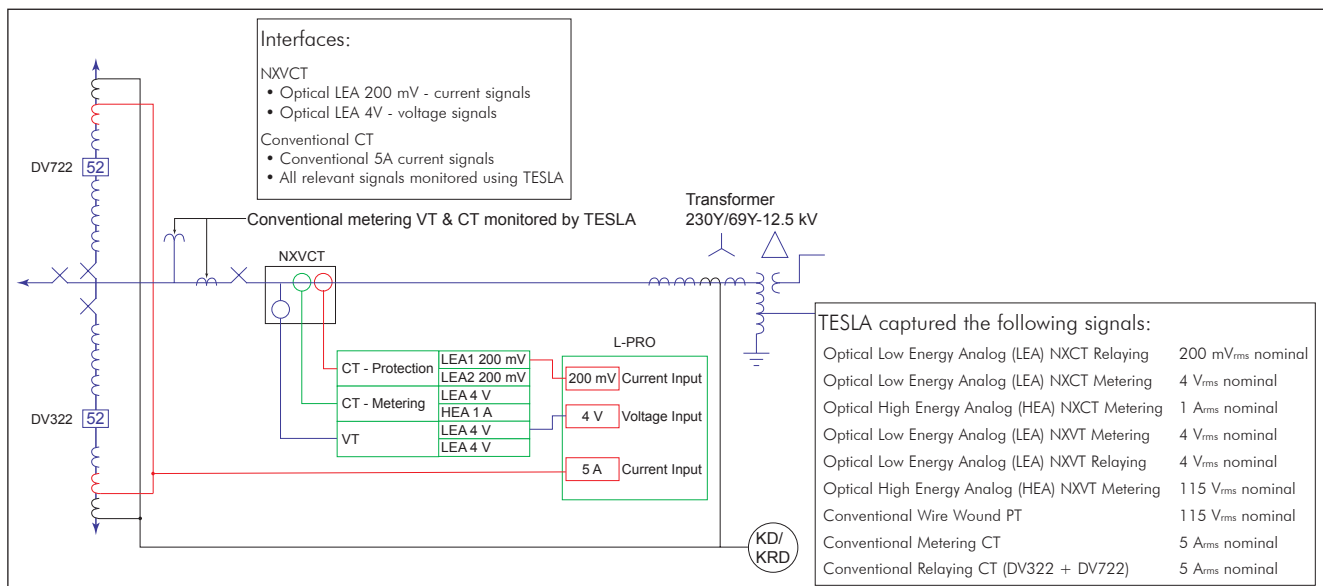 Interfaces:
NXVCT
• Optical LEA 200 mV - current signals
• Optical LEA 4V - voltage signals
Conventional CT
• Conventional 5A current signals
• All relevant signals monitored using TESLA
DV722
52
Conventional metering VT & CT monitored by TESLA
Transformer
230Y/69Y-12.5 kV
NXVCT
DV322
52
CT - Protection
LEA1 200 mV
LEA2 200 mV
CT - Metering
LEA 4 V
HEA 1 A
VT
LEA 4 V
LEA 4 V
L-PRO
200 mV Current Input
4 V Voltage Input
5 A Current Input
KD/
KRD
TESLA captured the following signals:
Optical Low Energy Analog (LEA) NXCT Relaying 200 mVrms nominal
Optical Low Energy Analog (LEA) NXCT Metering 4 Vrms nominal
Optical High Energy Analog (HEA) NXCT Metering 1 Arms nominal
Optical Low Energy Analog (LEA) NXVT Metering 4 Vrms nominal
Optical Low Energy Analog (LEA) NXVT Relaying 4 Vrms nominal
Optical High Energy Analog (HEA) NXVT Metering 115 Vrms nominal
Conventional Wire Wound PT 115 Vrms nominal
Conventional Metering CT 5 Arms nominal
Conventional Relaying CT (DV322 + DV722) 5 Arms nominal